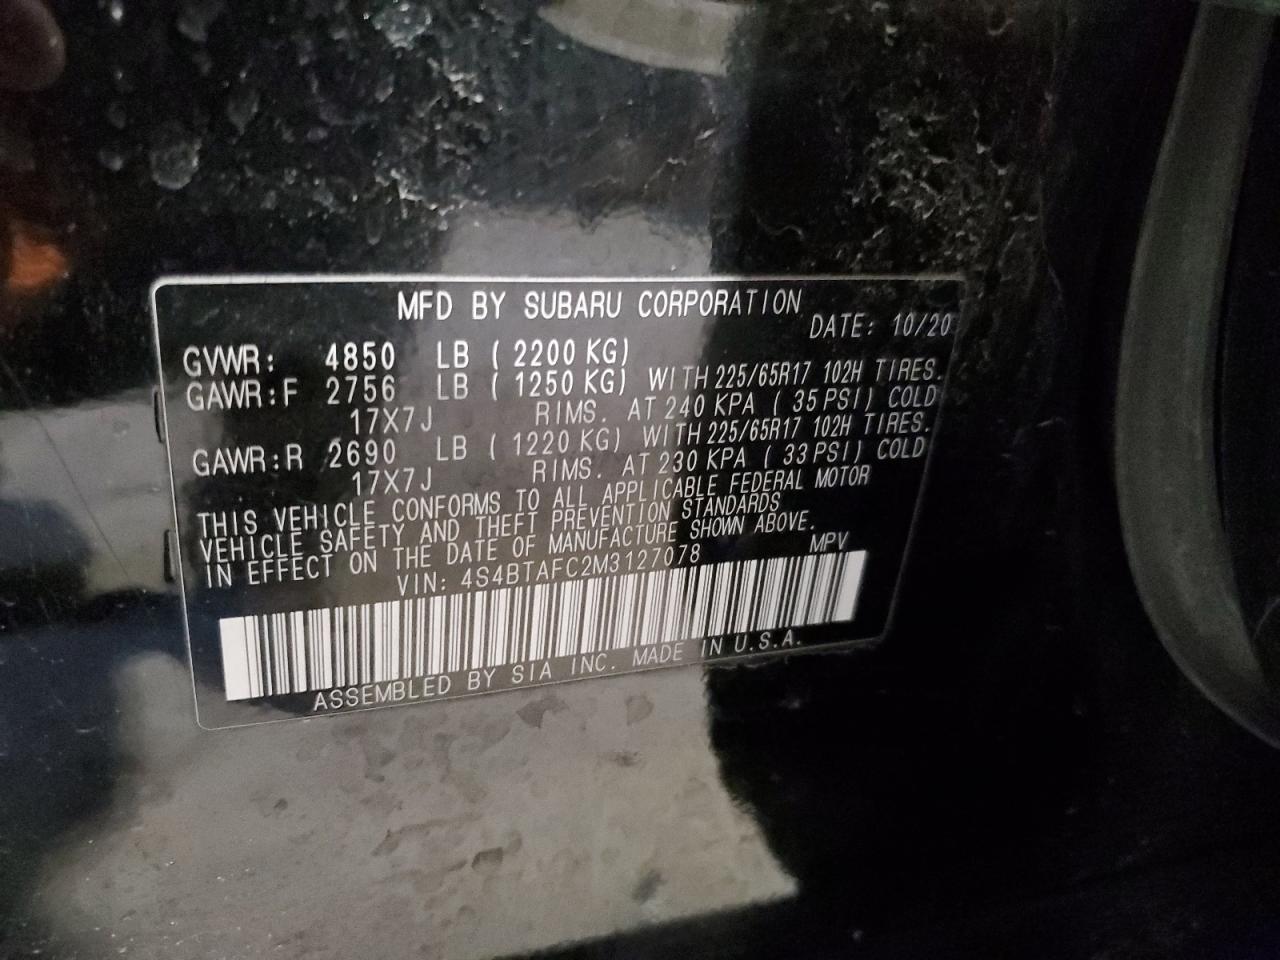 MFD BY SUBARU CORPORATION
DATE: 10/20
GVWR: 4850 LB ( 2200 KG)
GAWR:F 2756 LB ( 1250 KG) WITH 225/65R17 102H TIRES.
17X7J RIMS. AT 240 KPA ( 35 PSI) COLD
GAWR:R 2690 LB ( 1220 KG) WITH 225/65R17 102H TIRES.
17X7J RIMS. AT 230 KPA ( 33 PSI) COLD
THIS VEHICLE CONFORMS TO ALL APPLICABLE FEDERAL MOTOR
VEHICLE SAFETY AND THEFT PREVENTION STANDARDS
IN EFFECT ON THE DATE OF MANUFACTURE SHOWN ABOVE.
VIN: 4S4BTAFC2M3127078 MPV
ASSEMBLED BY SIA INC. MADE IN U.S.A.